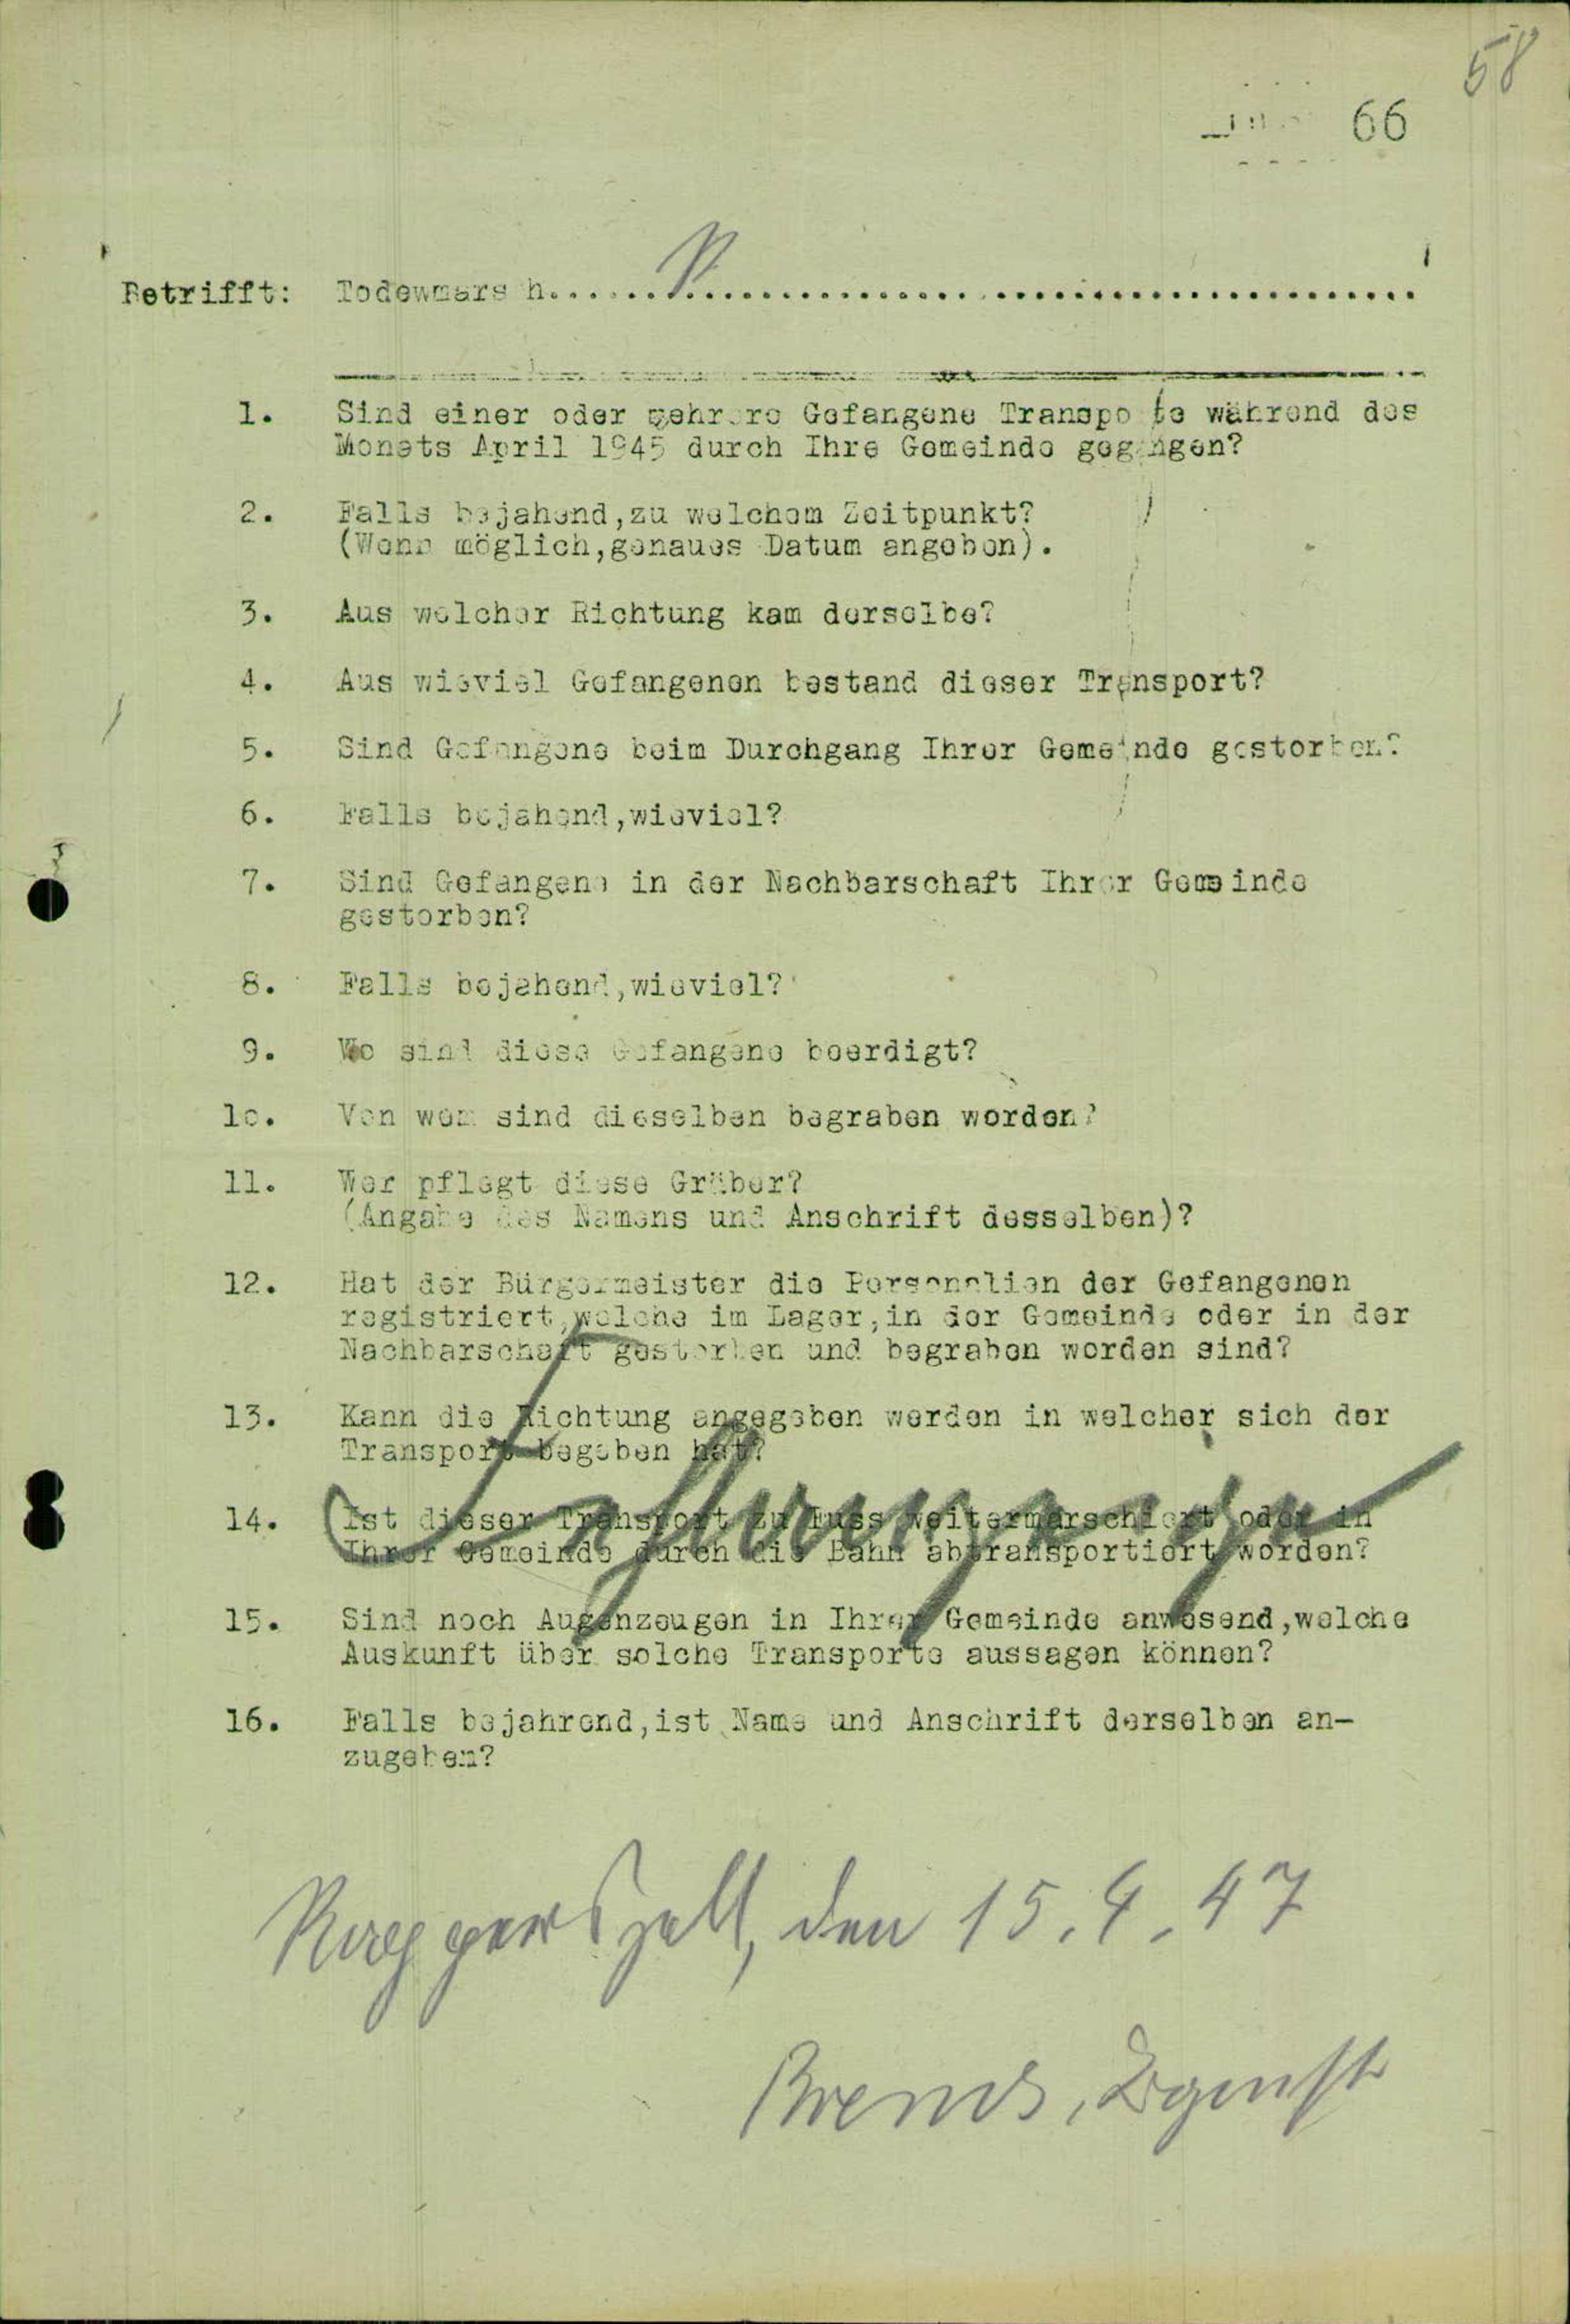 58
66
Betrifft: Todewmars h..............................................
1. Sind einer oder mehrere Gefangene Transpo te während des
Monats April 1945 durch Ihre Gemeinde gegangen?
2. Falls bejahend,zu welchem Zeitpunkt?
(Wenn möglich,genaues Datum angeben).
3. Aus welcher Richtung kam derselbe?
4. Aus wieviel Gefangenen bestand dieser Transport?
5. Sind Gefangene beim Durchgang Ihrer Gemeinde gestorben?
6. Falls bejahend,wieviel?
7. Sind Gefangene in der Nachbarschaft Ihrer Gemeinde
gestorben?
8. Falls bejahend,wieviel?
9. Wo sind diese Gefangene beerdigt?
1o. Von wem sind dieselben begraben worden?
11. Wer pflegt diese Gräber?
(Angabe des Namens und Anschrift desselben)?
12. Hat der Bürgermeister die Personalien der Gefangenen
registriert,welche im Lager,in der Gemeinde oder in der
Nachbarschaft gestorben und begraben worden sind?
13. Kann die Richtung angegeben werden in welcher sich der
Transport begeben hat?
14. Ist dieser Transport zu Fuss weitermarschiert oder in
Ihrer Gemeinde durch die Bahn abtransportiert worden?
15. Sind noch Augenzeugen in Ihrer Gemeinde anwesend,welche
Auskunft über solche Transporte aussagen können?
16. Falls bejahrend,ist Name und Anschrift derselben an-
zugeben?
Rapperszell, den 15.4.47